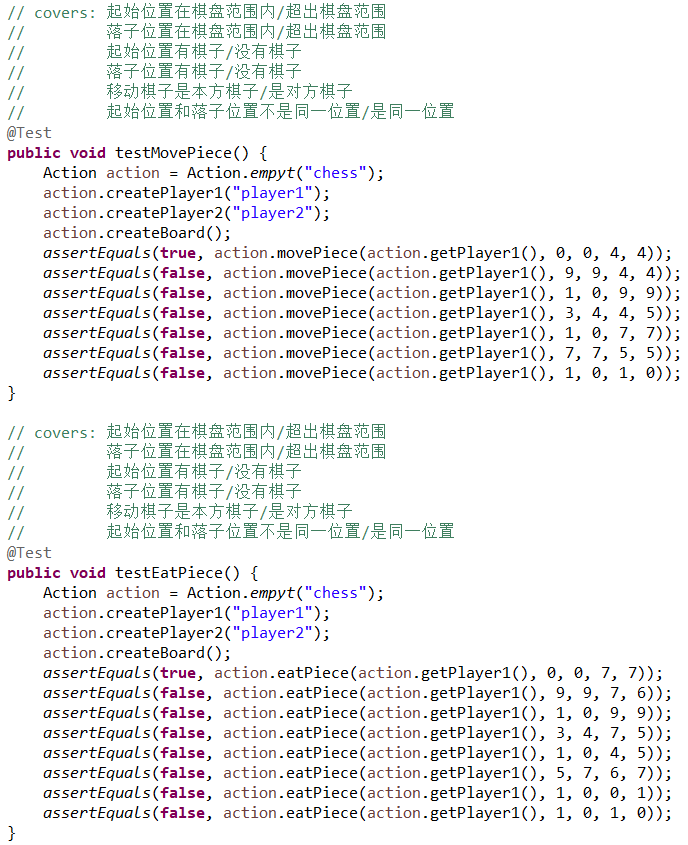 // covers: 起始位置在棋盘范围内/超出棋盘范围
//         落子位置在棋盘范围内/超出棋盘范围
//         起始位置有棋子/没有棋子
//         落子位置有棋子/没有棋子
//         移动棋子是本方棋子/是对方棋子
//         起始位置和落子位置不是同一位置/是同一位置
@Test
public void testMovePiece() {
    Action action = Action.empyt("chess");
    action.createPlayer1("player1");
    action.createPlayer2("player2");
    action.createBoard();
    assertEquals(true, action.movePiece(action.getPlayer1(), 0, 0, 4, 4));
    assertEquals(false, action.movePiece(action.getPlayer1(), 9, 9, 4, 4));
    assertEquals(false, action.movePiece(action.getPlayer1(), 1, 0, 9, 9));
    assertEquals(false, action.movePiece(action.getPlayer1(), 3, 4, 4, 5));
    assertEquals(false, action.movePiece(action.getPlayer1(), 1, 0, 7, 7));
    assertEquals(false, action.movePiece(action.getPlayer1(), 7, 7, 5, 5));
    assertEquals(false, action.movePiece(action.getPlayer1(), 1, 0, 1, 0));
}
// covers: 起始位置在棋盘范围内/超出棋盘范围
//         落子位置在棋盘范围内/超出棋盘范围
//         起始位置有棋子/没有棋子
//         落子位置有棋子/没有棋子
//         移动棋子是本方棋子/是对方棋子
//         起始位置和落子位置不是同一位置/是同一位置
@Test
public void testEatPiece() {
    Action action = Action.empyt("chess");
    action.createPlayer1("player1");
    action.createPlayer2("player2");
    action.createBoard();
    assertEquals(true, action.eatPiece(action.getPlayer1(), 0, 0, 7, 7));
    assertEquals(false, action.eatPiece(action.getPlayer1(), 9, 9, 7, 6));
    assertEquals(false, action.eatPiece(action.getPlayer1(), 1, 0, 9, 9));
    assertEquals(false, action.eatPiece(action.getPlayer1(), 3, 4, 7, 5));
    assertEquals(false, action.eatPiece(action.getPlayer1(), 1, 0, 4, 5));
    assertEquals(false, action.eatPiece(action.getPlayer1(), 5, 7, 6, 7));
    assertEquals(false, action.eatPiece(action.getPlayer1(), 1, 0, 0, 1));
    assertEquals(false, action.eatPiece(action.getPlayer1(), 1, 0, 1, 0));
}